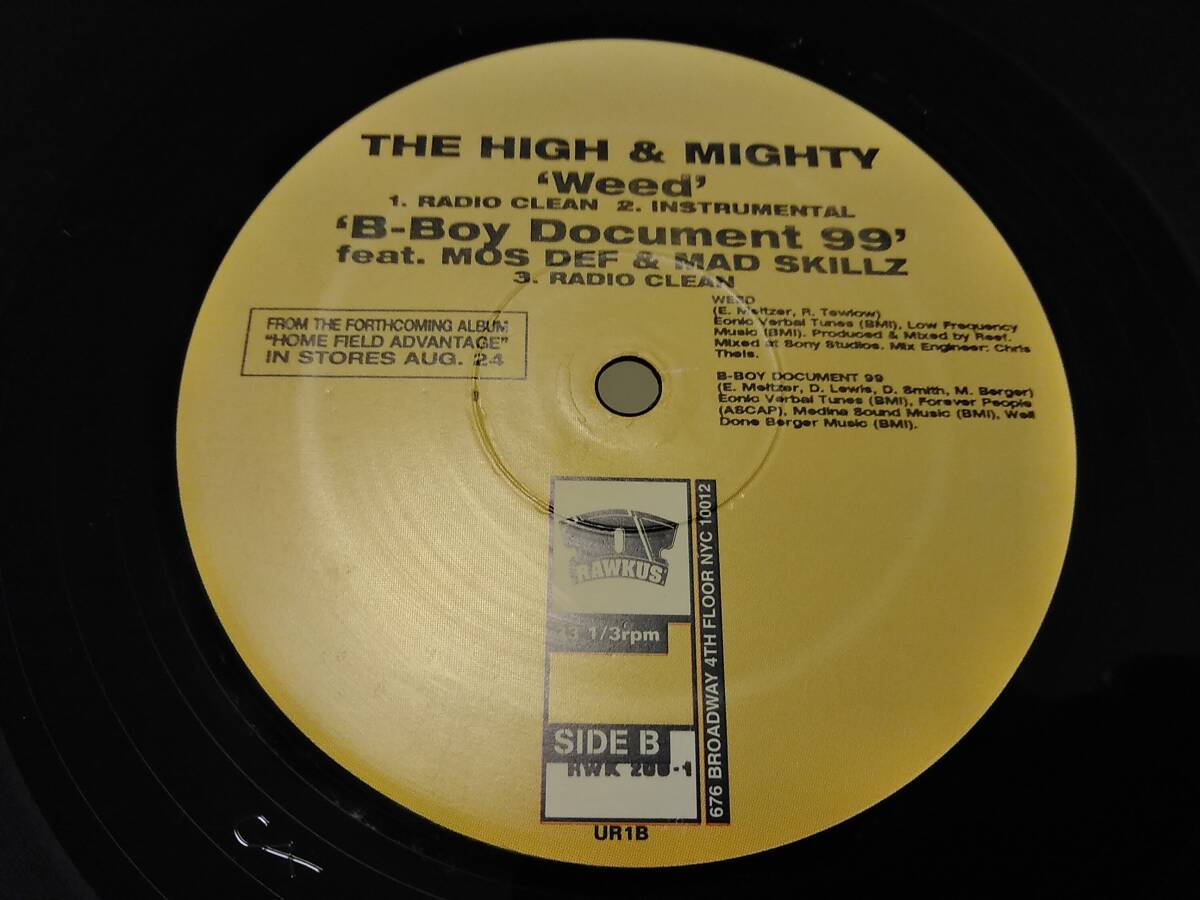 THE HIGH & MIGHTY
'Weed'
1. RADIO CLEAN 2. INSTRUMENTAL
'B-Boy Document 99'
feat. MOS DEF & MAD SKILLZ
3. RADIO CLEAN
FROM THE FORTHCOMING ALBUM
"HOME FIELD ADVANTAGE"
IN STORES AUG. 24
WEED
(E. Meltzer, R. Tewlow)
Eonic Verbal Tunes (BMI), Low Frequency
Music (BMI). Produced & Mixed by Reef.
Mixed at Sony Studios. Mix Engineer: Chris
Theis.
B-BOY DOCUMENT 99
(E. Meltzer, D. Lewis, D. Smith, M. Berger)
Eonic Verbal Tunes (BMI), Forever People
(ASCAP), Medina Sound Music (BMI), Well
Done Berger Music (BMI).
RAWKUS
33 1/3rpm
SIDE B
676 BROADWAY 4TH FLOOR NYC 10012
UR1B